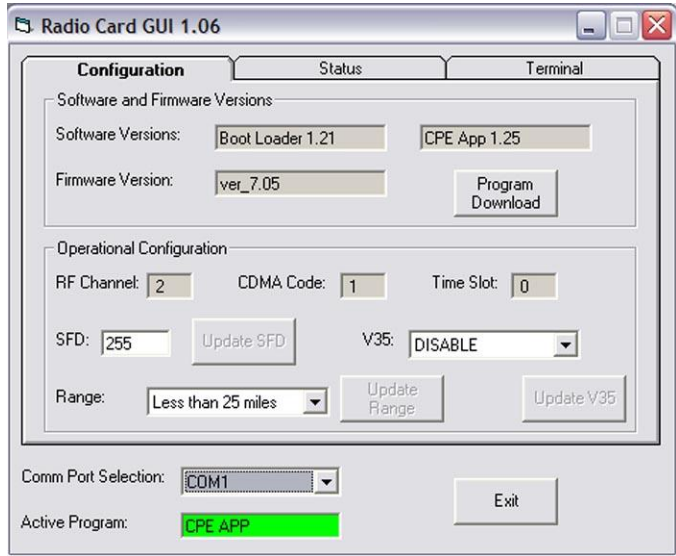 Radio Card GUI 1.06
Configuration Status Terminal
Software and Firmware Versions
Software Versions: Boot Loader 1.21 CPE App 1.25
Firmware Version: ver_7.05 Program
Download
Operational Configuration
RF Channel: 2 CDMA Code: 1 Time Slot: 0
SFD: 255 Update SFD V35: DISABLE
Range: Less than 25 miles Update
Range Update V35
Comm Port Selection: COM1
Exit
Active Program: CPE APP